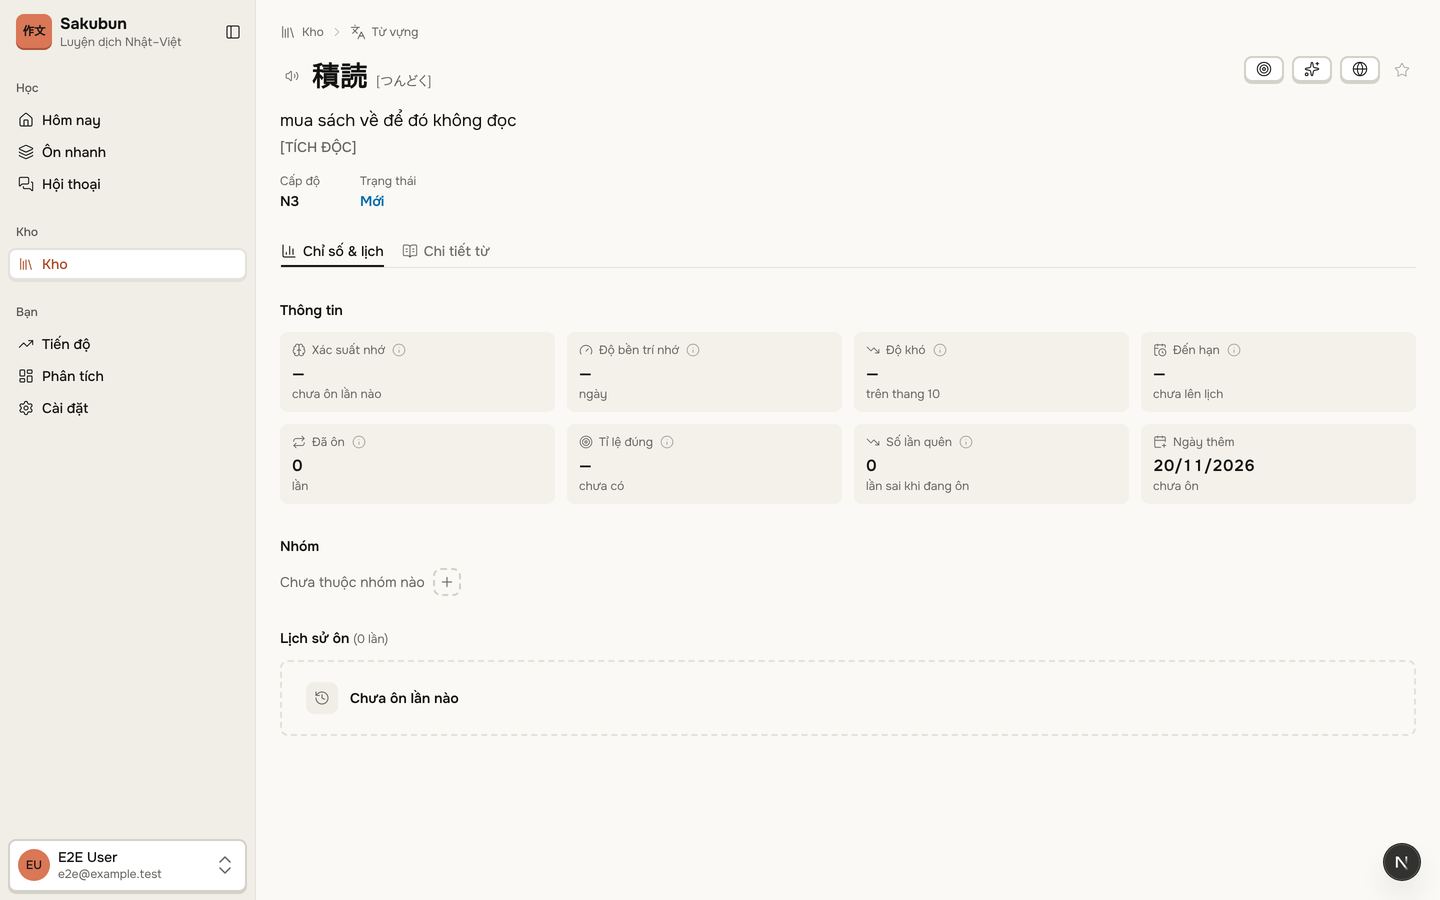 作文
Sakubun
Luyện dịch Nhật–Việt
Học
Hôm nay
Ôn nhanh
Hội thoại
Kho
Kho
Bạn
Tiến độ
Phân tích
Cài đặt
EU
E2E User
e2e@example.test
Kho
Từ vựng
積読 [つんどく]
mua sách về để đó không đọc
[TÍCH ĐỘC]
Cấp độ
N3
Trạng thái
Mới
Chỉ số & lịch
Chi tiết từ
Thông tin
Xác suất nhớ
–
chưa ôn lần nào
Độ bền trí nhớ
–
ngày
Độ khó
–
trên thang 10
Đến hạn
–
chưa lên lịch
Đã ôn
0
lần
Tỉ lệ đúng
–
chưa có
Số lần quên
0
lần sai khi đang ôn
Ngày thêm
20/11/2026
chưa ôn
Nhóm
Chưa thuộc nhóm nào
Lịch sử ôn (0 lần)
Chưa ôn lần nào
N